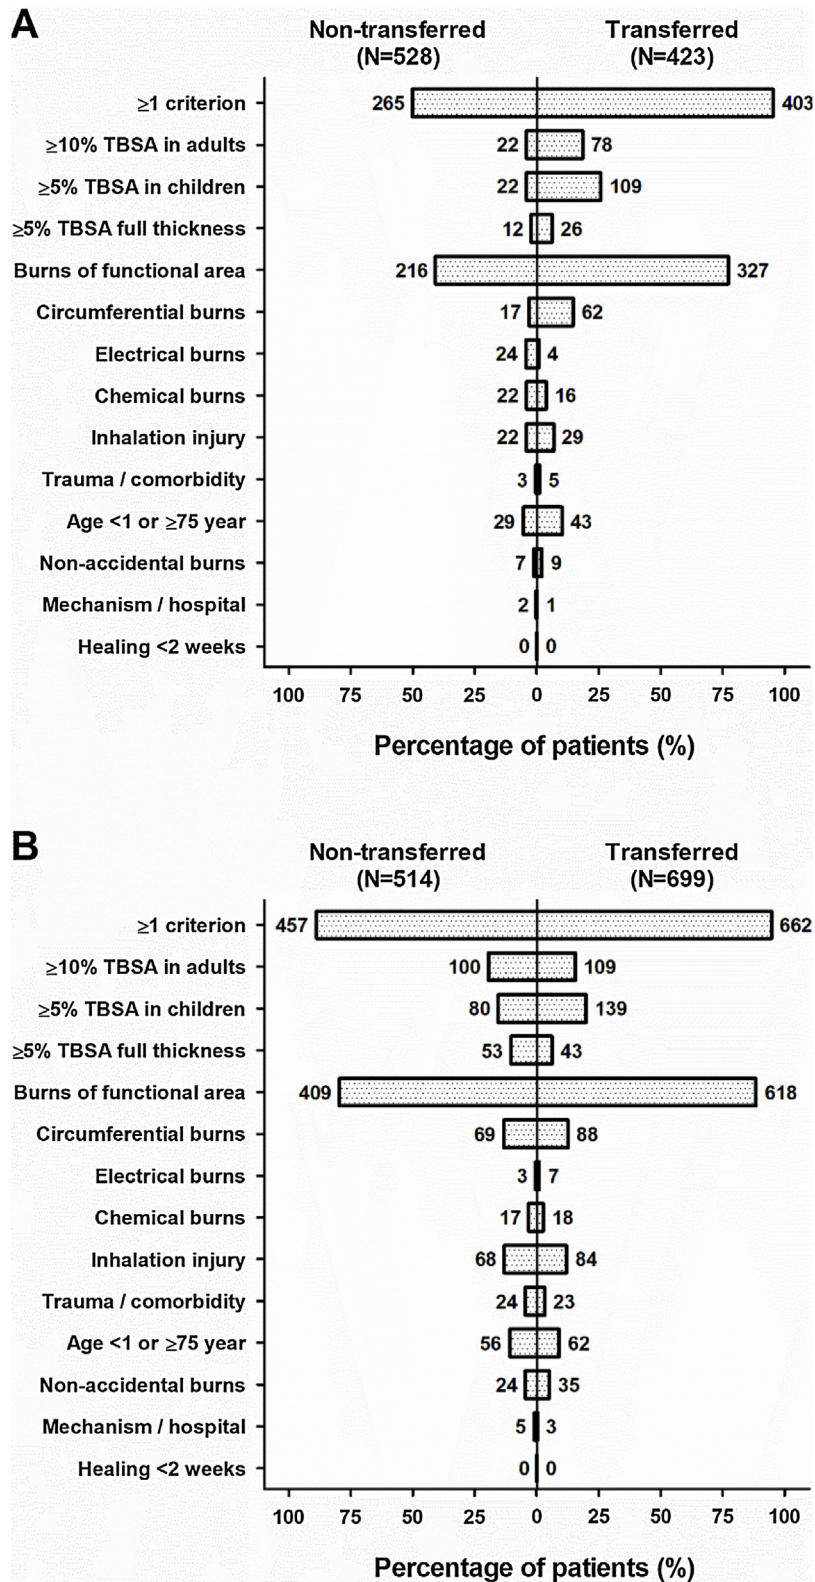 A
Non-transferred Transferred
(N=528) (N=423)
≥1 criterion 265 403
≥10% TBSA in adults 22 78
≥5% TBSA in children 22 109
≥5% TBSA full thickness 12 26
Burns of functional area 216 327
Circumferential burns 17 62
Electrical burns 24 4
Chemical burns 22 16
Inhalation injury 22 29
Trauma / comorbidity 3 5
Age <1 or ≥75 year 29 43
Non-accidental burns 7 9
Mechanism / hospital 2 1
Healing <2 weeks 0 0
100 75 50 25 0 25 50 75 100
Percentage of patients (%)
B
Non-transferred Transferred
(N=514) (N=699)
≥1 criterion 457 662
≥10% TBSA in adults 100 109
≥5% TBSA in children 80 139
≥5% TBSA full thickness 53 43
Burns of functional area 409 618
Circumferential burns 69 88
Electrical burns 3 7
Chemical burns 17 18
Inhalation injury 68 84
Trauma / comorbidity 24 23
Age <1 or ≥75 year 56 62
Non-accidental burns 24 35
Mechanism / hospital 5 3
Healing <2 weeks 0 0
100 75 50 25 0 25 50 75 100
Percentage of patients (%)